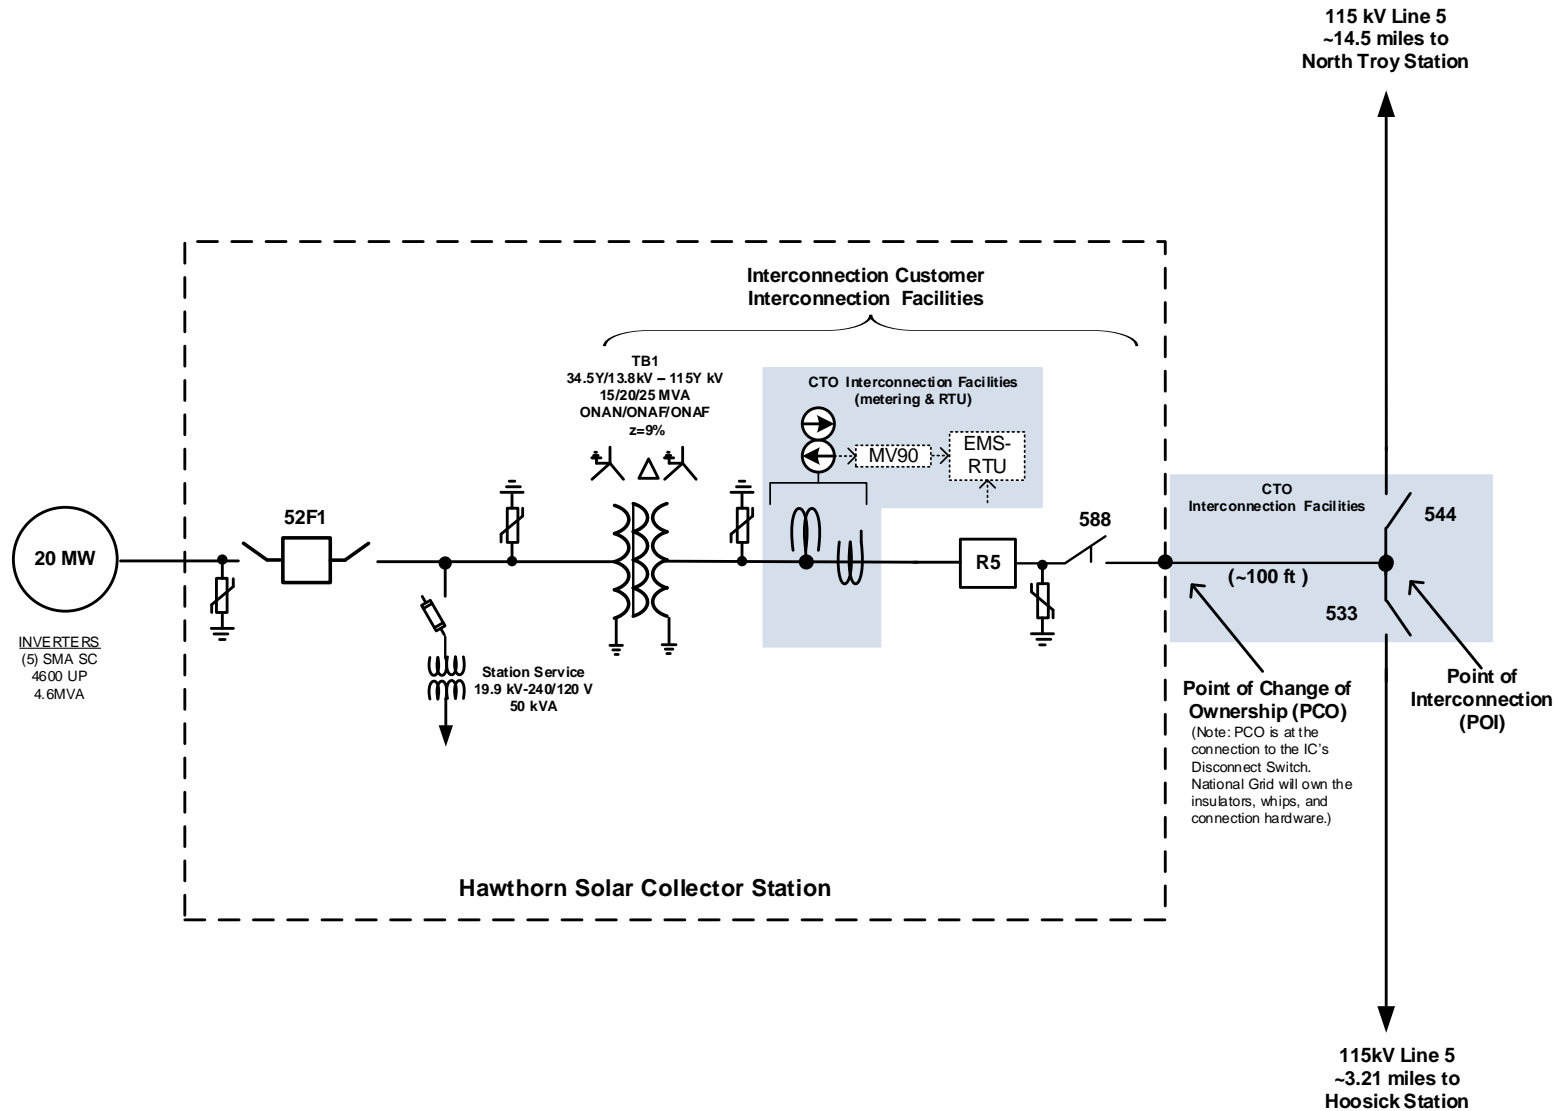 115 kV Line 5
~14.5 miles to
North Troy Station
Interconnection Customer
Interconnection Facilities
TB1
34.5Y/13.8kV – 115Y kV
15/20/25 MVA
ONAN/ONAF/ONAF
z=9%
CTO Interconnection Facilities
(metering & RTU)
MV90
EMS-
RTU
CTO
Interconnection Facilities
544
588
52F1
20 MW
R5
(~100 ft )
533
INVERTERS
(5) SMA SC
4600 UP
4.6MVA
Station Service
19.9 kV-240/120 V
50 kVA
Point of Change of
Ownership (PCO)
(Note: PCO is at the
connection to the IC's
Disconnect Switch.
National Grid will own the
insulators, whips, and
connection hardware.)
Point of
Interconnection
(POI)
Hawthorn Solar Collector Station
115kV Line 5
~3.21 miles to
Hoosick Station